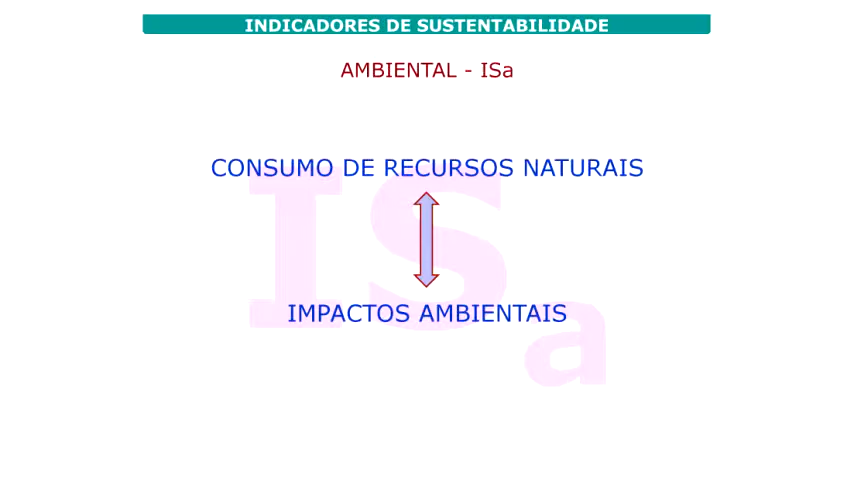 INDICADORES DE SUSTENTABILIDADE
AMBIENTAL - ISa
CONSUMO DE RECURSOS NATURAIS
ISa
IMPACTOS AMBIENTAIS